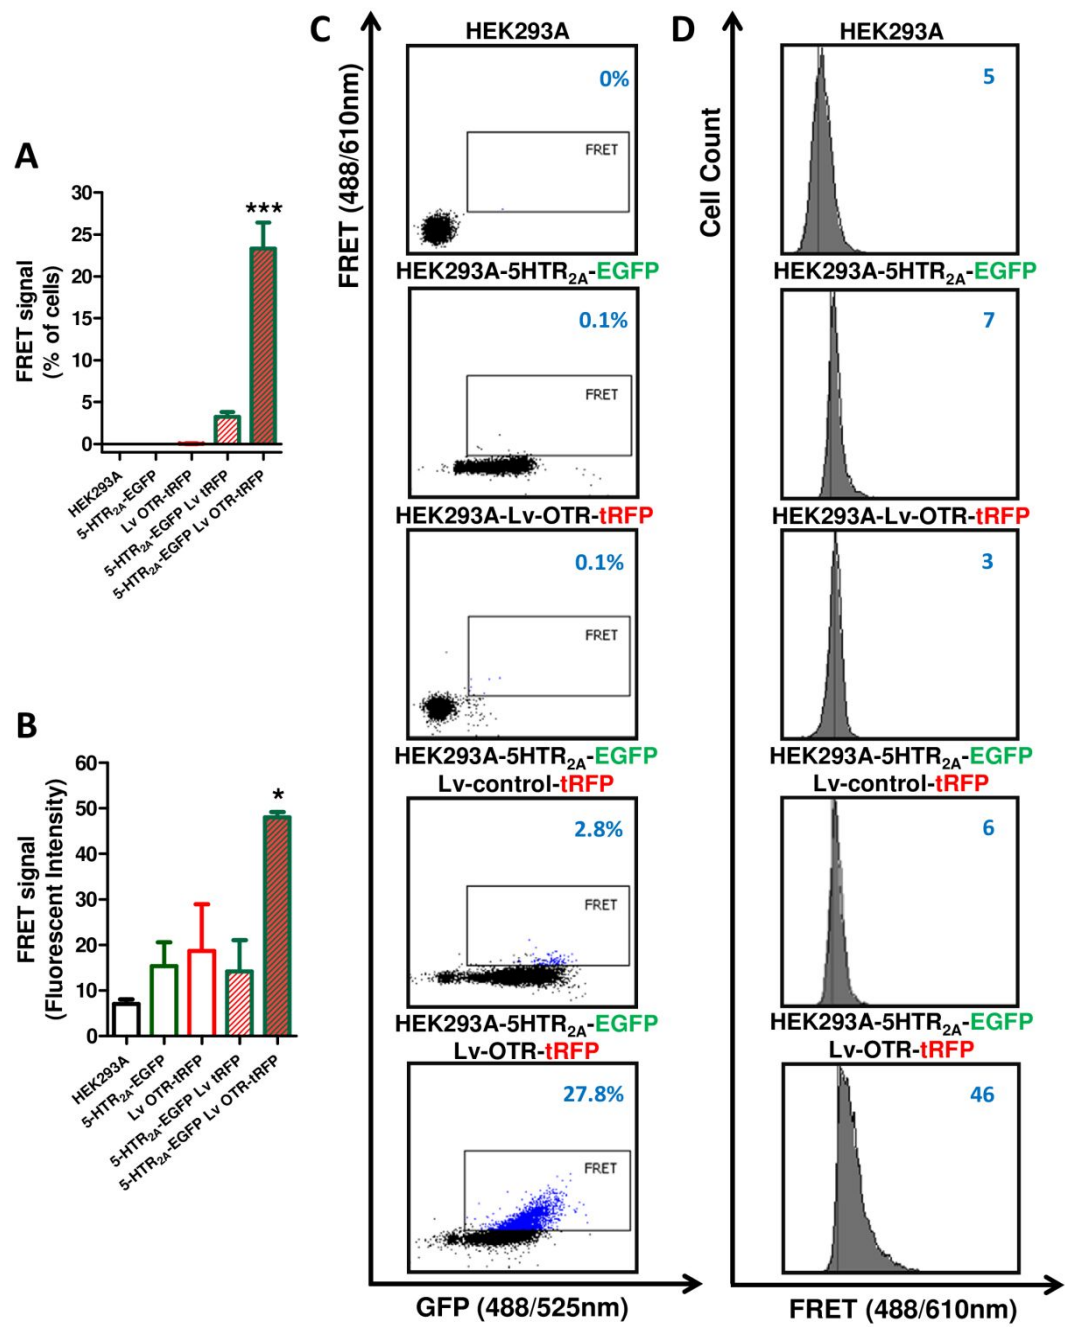 A
FRET signal
(% of cells)
30
25
20
15
10
5
0
***
HEK293A
5-HTR2A-EGFP
Lv OTR-tRFP
5-HTR2A-EGFP Lv tRFP
5-HTR2A-EGFP Lv OTR-tRFP
B
FRET signal
(Fluorescent Intensity)
60
50
40
30
20
10
0
*
HEK293A
5-HTR2A-EGFP
Lv OTR-tRFP
5-HTR2A-EGFP Lv tRFP
5-HTR2A-EGFP Lv OTR-tRFP
C
FRET (488/610nm)
HEK293A
0%
FRET
HEK293A-5HTR2A-EGFP
0.1%
FRET
HEK293A-Lv-OTR-tRFP
0.1%
FRET
HEK293A-5HTR2A-EGFP
Lv-control-tRFP
2.8%
FRET
HEK293A-5HTR2A-EGFP
Lv-OTR-tRFP
27.8%
FRET
GFP (488/525nm)
D
Cell Count
HEK293A
5
HEK293A-5HTR2A-EGFP
7
HEK293A-Lv-OTR-tRFP
3
HEK293A-5HTR2A-EGFP
Lv-control-tRFP
6
HEK293A-5HTR2A-EGFP
Lv-OTR-tRFP
46
FRET (488/610nm)